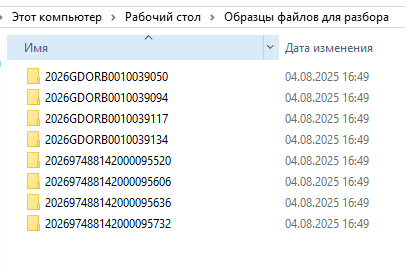 Этот компьютер > Рабочий стол > Образцы файлов для разбора
Имя Дата изменения
2026GDORB0010039050 04.08.2025 16:49
2026GDORB0010039094 04.08.2025 16:49
2026GDORB0010039117 04.08.2025 16:49
2026GDORB0010039134 04.08.2025 16:49
202697488142000095520 04.08.2025 16:49
202697488142000095606 04.08.2025 16:49
202697488142000095636 04.08.2025 16:49
202697488142000095732 04.08.2025 16:49